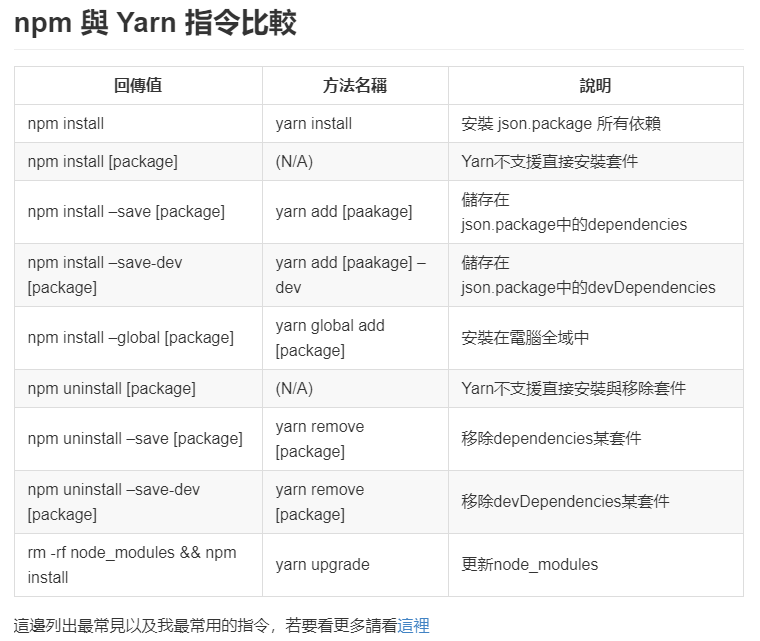 npm 與 Yarn 指令比較
回傳值 方法名稱 說明
npm install yarn install 安裝 json.package 所有依賴
npm install [package] (N/A) Yarn不支援直接安裝套件
npm install –save [package] yarn add [paakage] 儲存在
json.package中的dependencies
npm install –save-dev
[package]
yarn add [paakage] –
dev
儲存在
json.package中的devDependencies
npm install –global [package]
yarn global add
[package]
安裝在電腦全域中
npm uninstall [package] (N/A) Yarn不支援直接安裝與移除套件
npm uninstall –save [package]
yarn remove
[package]
移除dependencies某套件
npm uninstall –save-dev
[package]
yarn remove
[package]
移除devDependencies某套件
rm -rf node_modules && npm
install
yarn upgrade
更新node_modules
這邊列出最常見以及我最常用的指令，若要看更多請看這裡